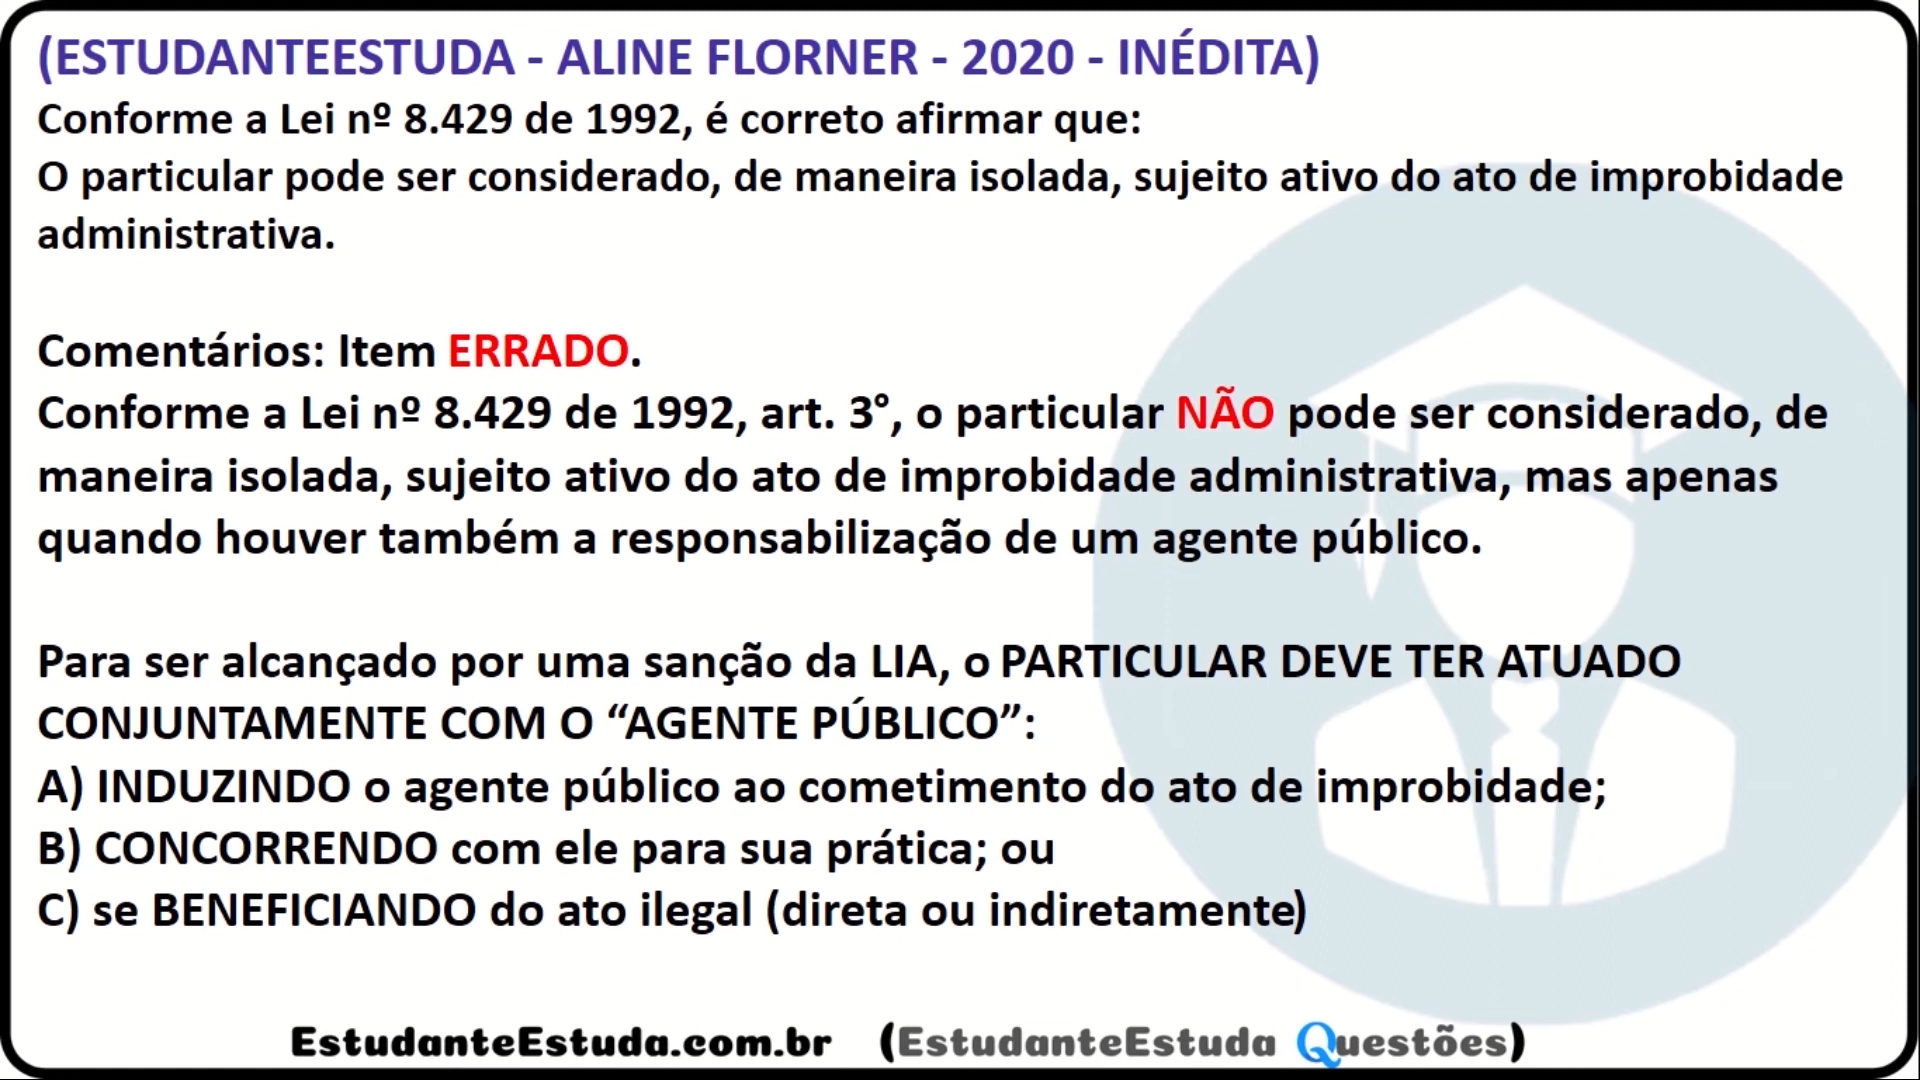 (ESTUDANTEESTUDA - ALINE FLORNER - 2020 - INÉDITA)
Conforme a Lei nº 8.429 de 1992, é correto afirmar que:
O particular pode ser considerado, de maneira isolada, sujeito ativo do ato de improbidade
administrativa.
Comentários: Item ERRADO.
Conforme a Lei nº 8.429 de 1992, art. 3°, o particular NÃO pode ser considerado, de
maneira isolada, sujeito ativo do ato de improbidade administrativa, mas apenas
quando houver também a responsabilização de um agente público.
Para ser alcançado por uma sanção da LIA, o PARTICULAR DEVE TER ATUADO
CONJUNTAMENTE COM O “AGENTE PÚBLICO”:
A) INDUZINDO o agente público ao cometimento do ato de improbidade;
B) CONCORRENDO com ele para sua prática; ou
C) se BENEFICIANDO do ato ilegal (direta ou indiretamente)
EstudanteEstuda.com.br (EstudanteEstuda Questões)